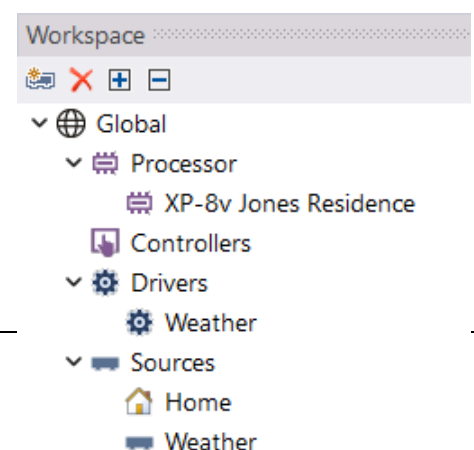 Workspace
Global
Processor
XP-8v Jones Residence
Controllers
Drivers
Weather
Sources
Home
Weather